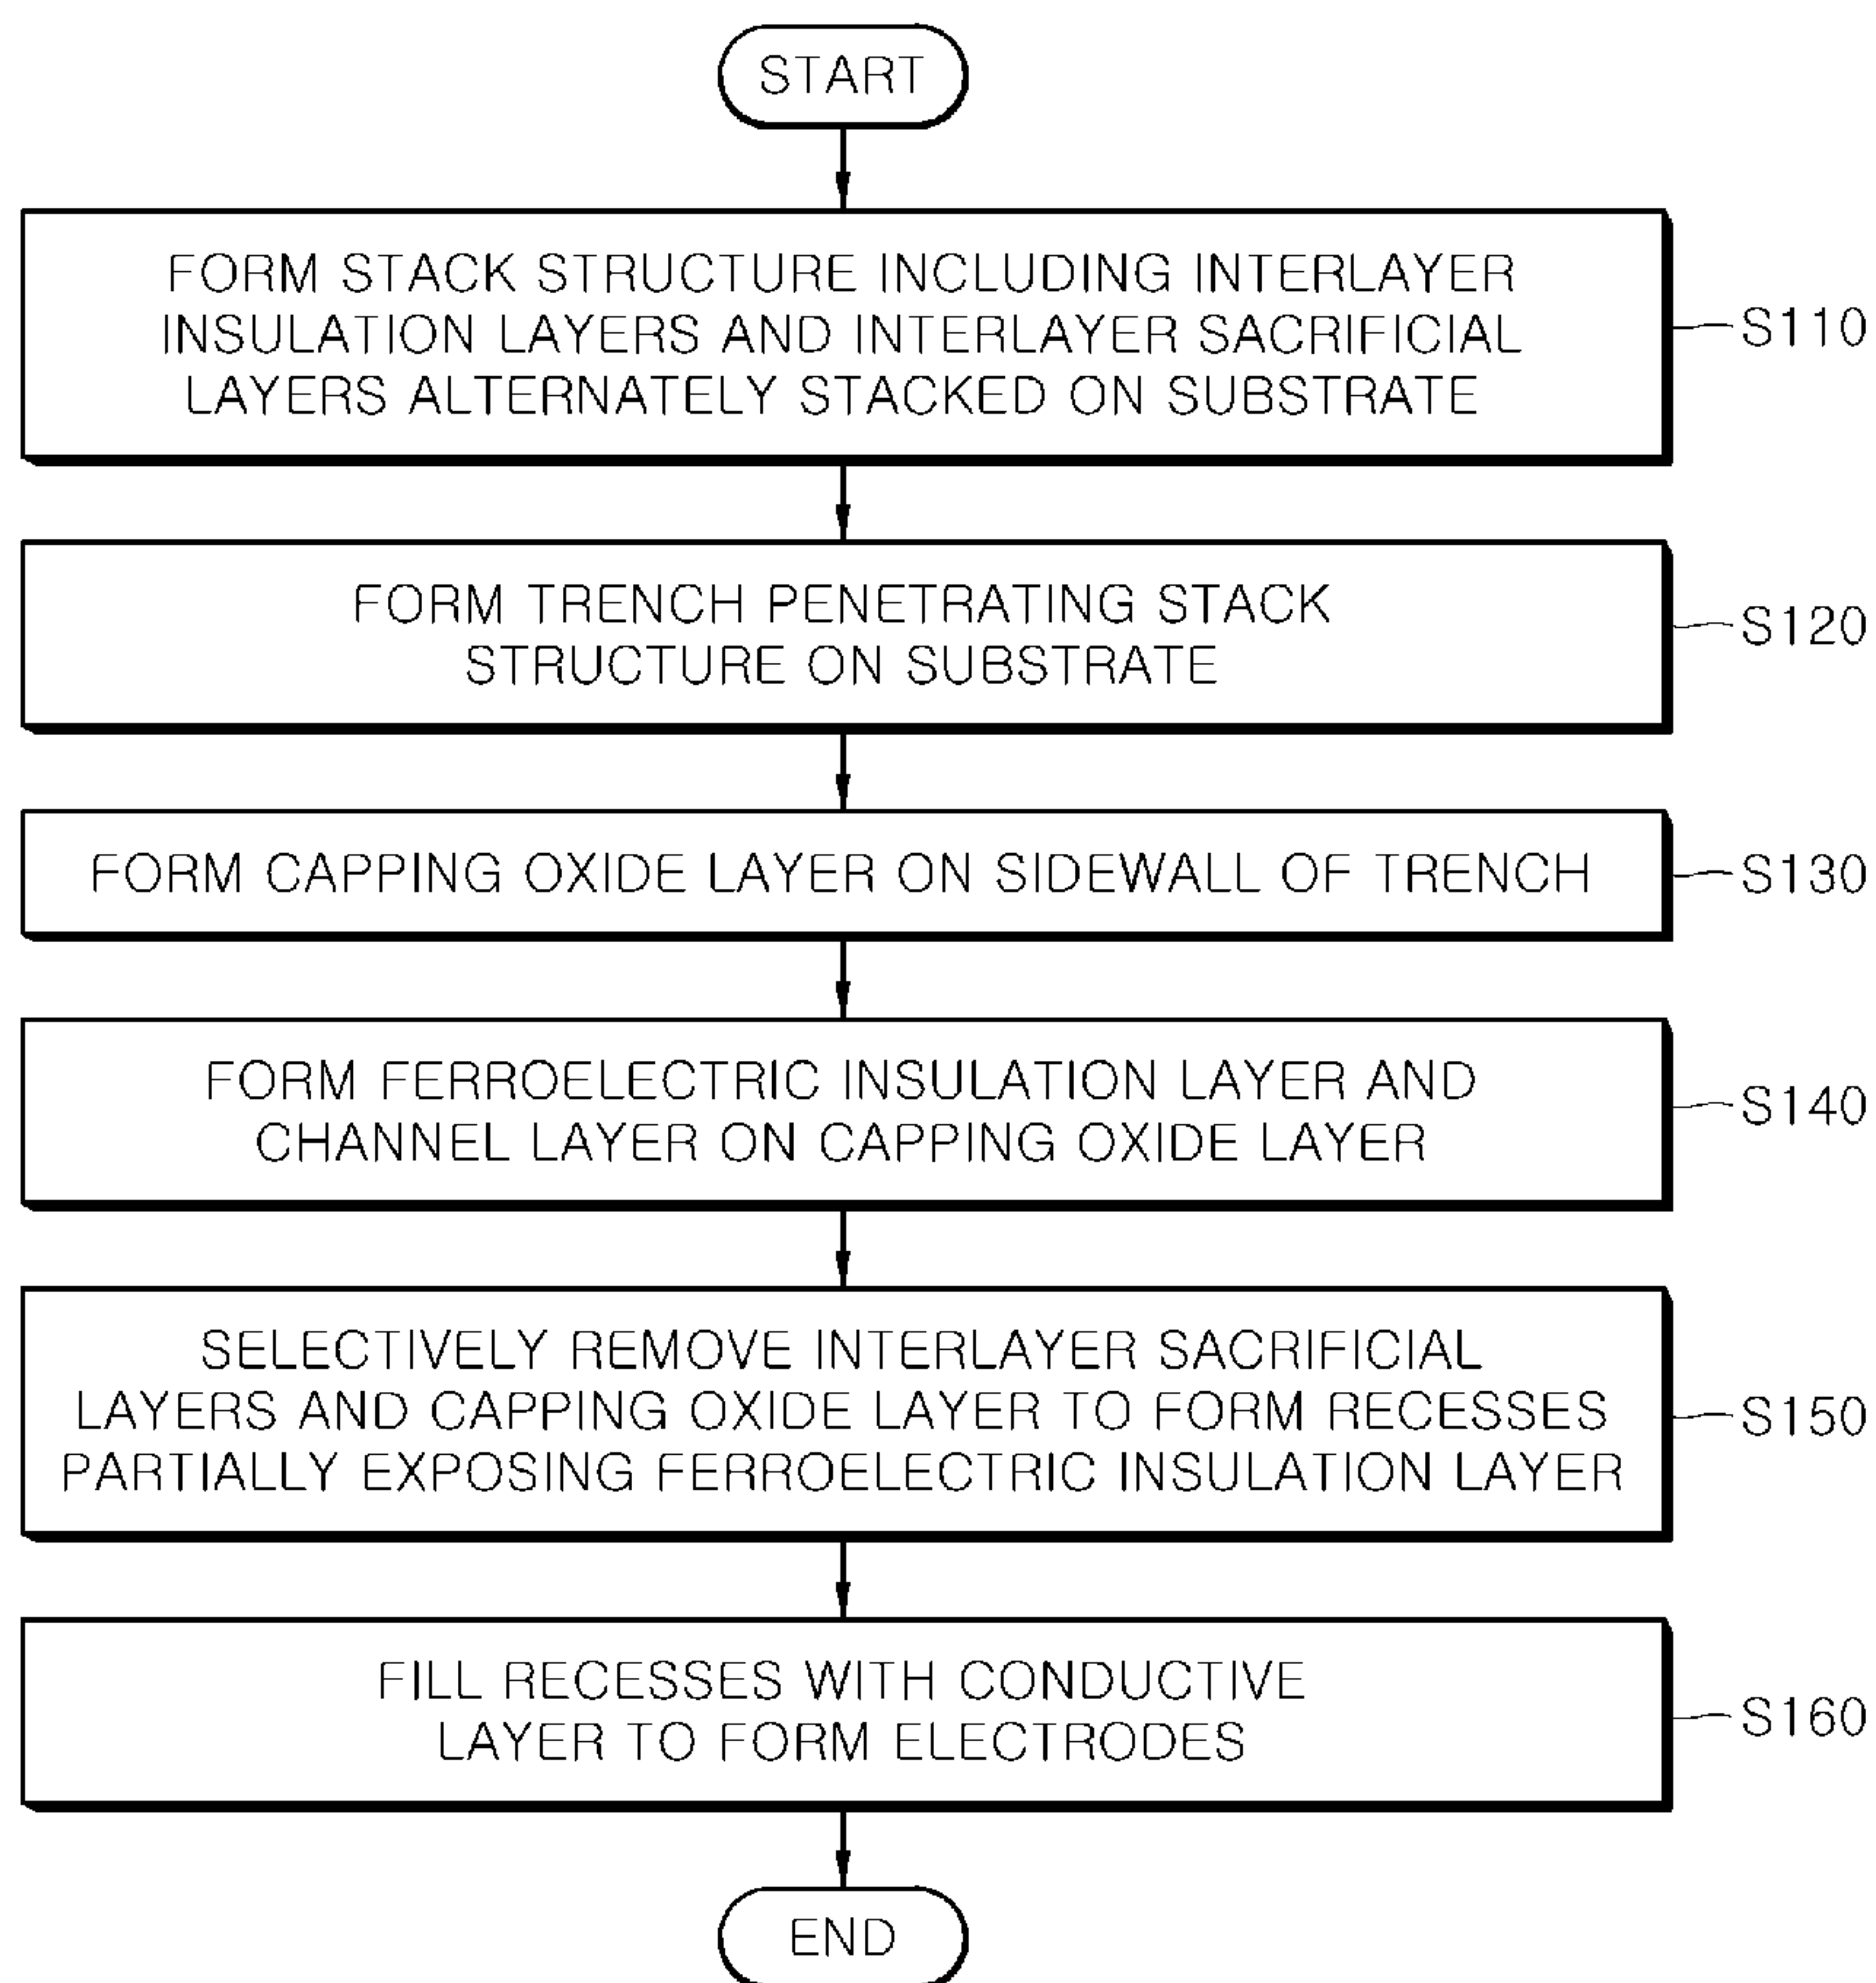 START
FORM STACK STRUCTURE INCLUDING INTERLAYER
INSULATION LAYERS AND INTERLAYER SACRIFICIAL
LAYERS ALTERNATELY STACKED ON SUBSTRATE
S110
FORM TRENCH PENETRATING STACK
STRUCTURE ON SUBSTRATE
S120
FORM CAPPING OXIDE LAYER ON SIDEWALL OF TRENCH
S130
FORM FERROELECTRIC INSULATION LAYER AND
CHANNEL LAYER ON CAPPING OXIDE LAYER
S140
SELECTIVELY REMOVE INTERLAYER SACRIFICIAL
LAYERS AND CAPPING OXIDE LAYER TO FORM RECESSES
PARTIALLY EXPOSING FERROELECTRIC INSULATION LAYER
S150
FILL RECESSES WITH CONDUCTIVE
LAYER TO FORM ELECTRODES
S160
END